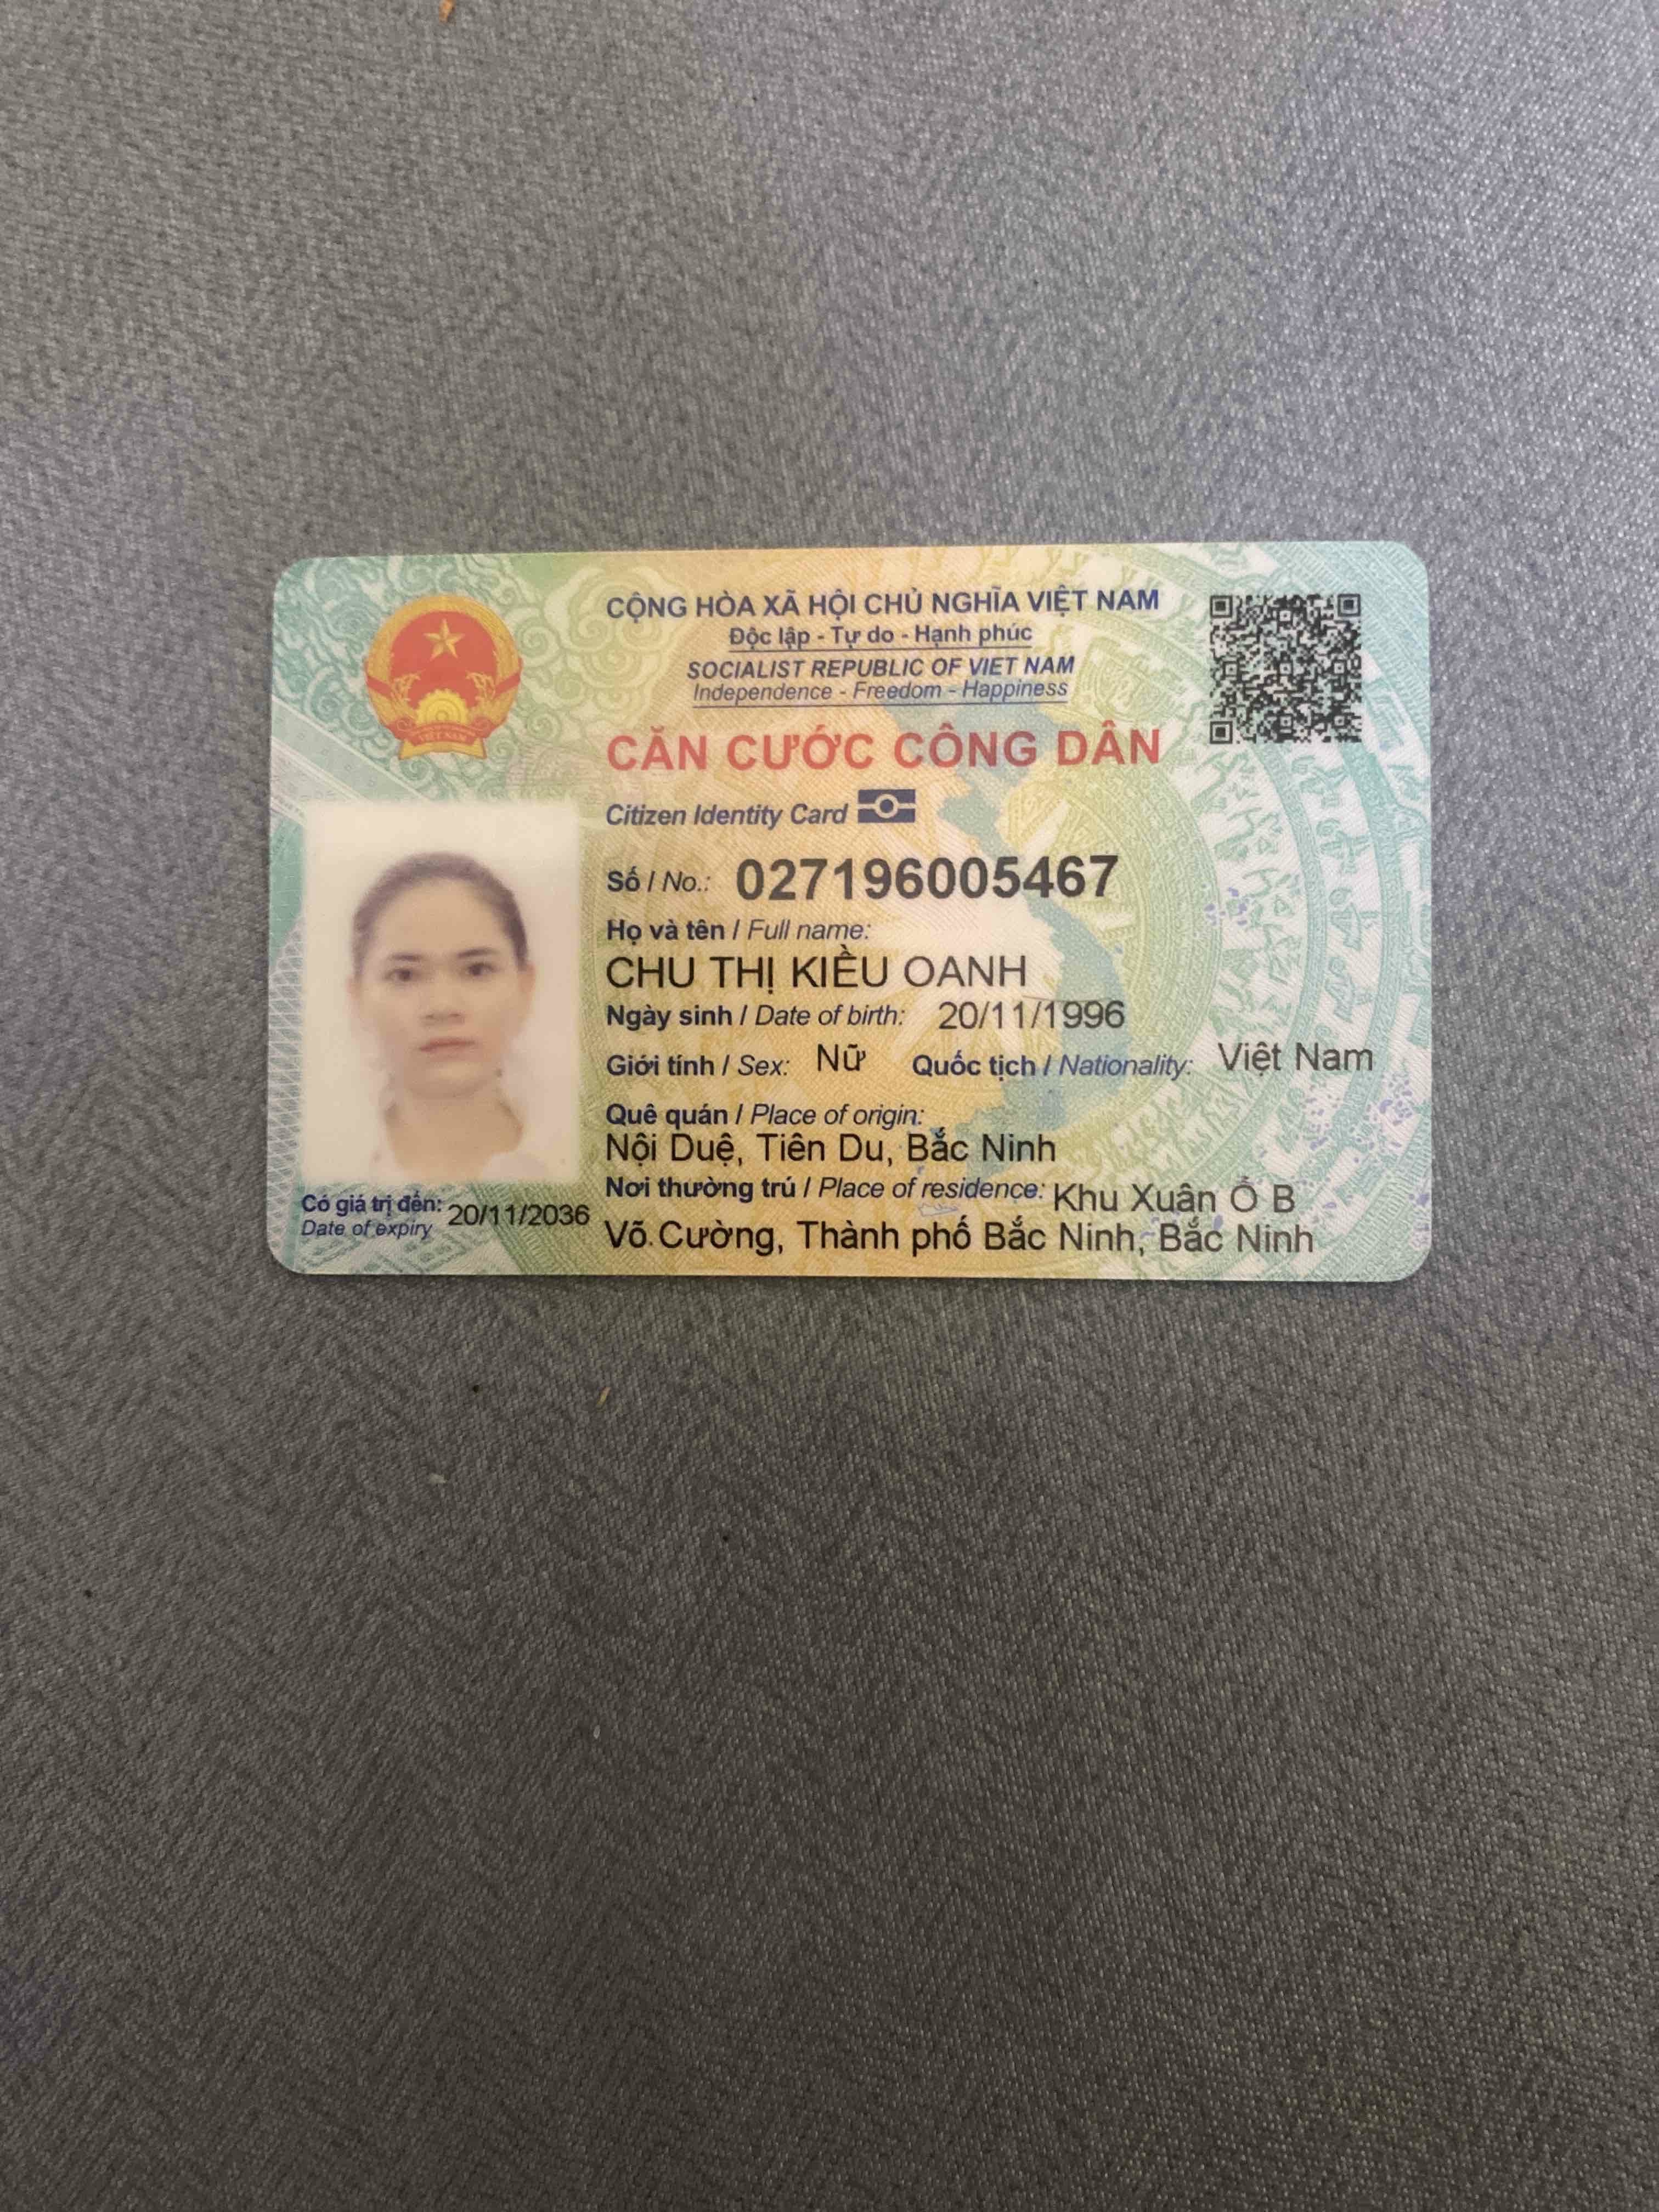 CỘNG HÒA XÃ HỘI CHỦ NGHĨA VIỆT NAM
Độc lập - Tự do - Hạnh phúc
SOCIALIST REPUBLIC OF VIET NAM
Independence - Freedom - Happiness
CĂN CƯỚC CÔNG DÂN
Citizen Identity Card
Số / No.: 027196005467
Họ và tên / Full name:
CHU THỊ KIỀU OANH
Ngày sinh / Date of birth: 20/11/1996
Giới tính / Sex: Nữ Quốc tịch / Nationality: Việt Nam
Quê quán / Place of origin:
Nội Duệ, Tiên Du, Bắc Ninh
Nơi thường trú / Place of residence: Khu Xuân Ổ B
Võ Cường, Thành phố Bắc Ninh, Bắc Ninh
Có giá trị đến: 20/11/2036
Date of expiry
VIỆT NAM